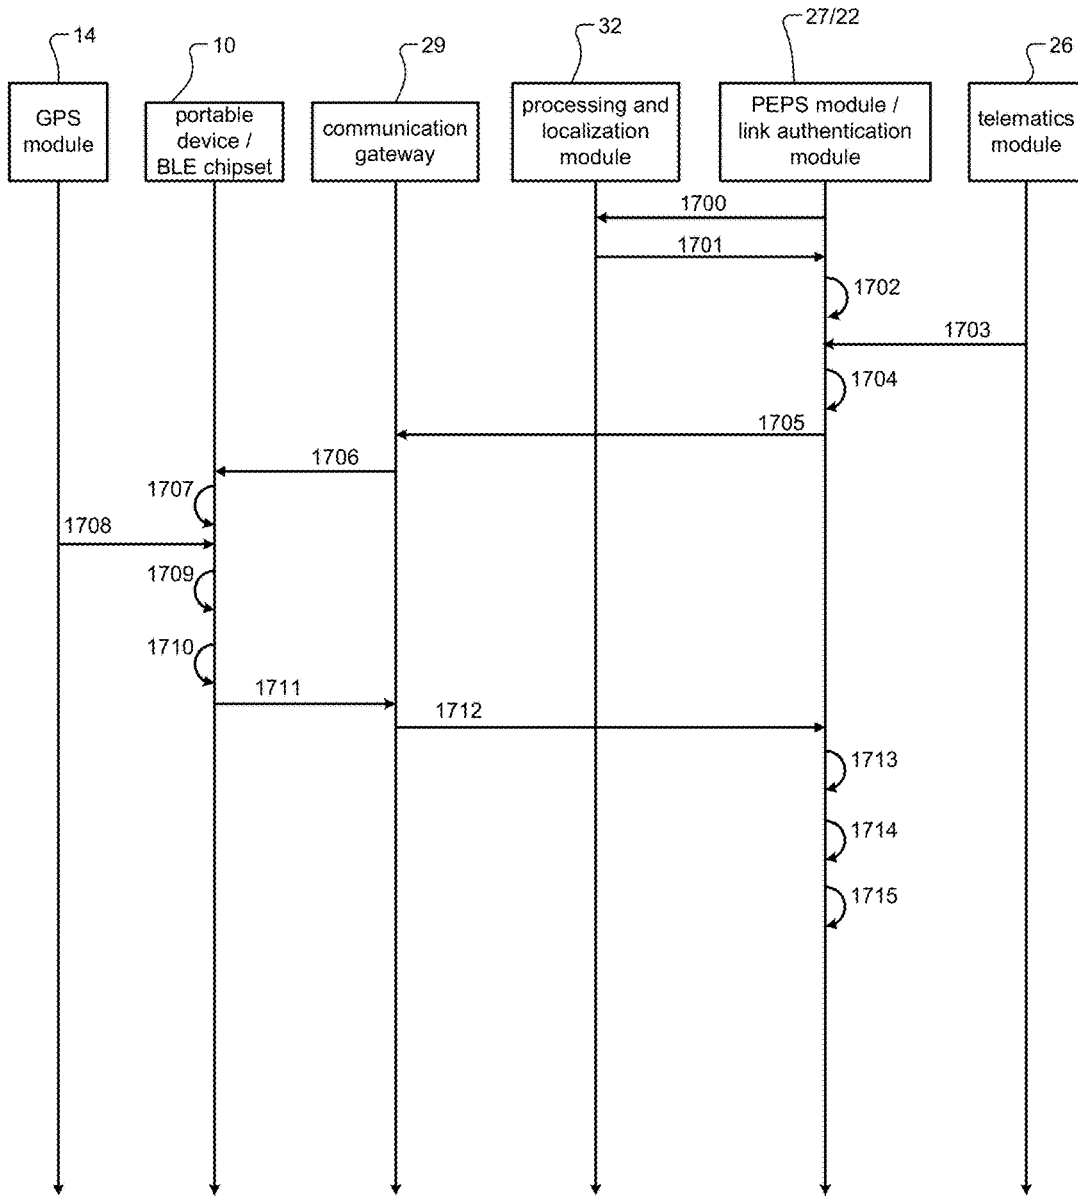 14
10
29
32
27/22
26
GPS
module
portable
device /
BLE chipset
communication
gateway
processing and
localization
module
PEPS module /
link authentication
module
telematics
module
1700
1701
1702
1703
1704
1705
1706
1707
1708
1709
1710
1711
1712
1713
1714
1715